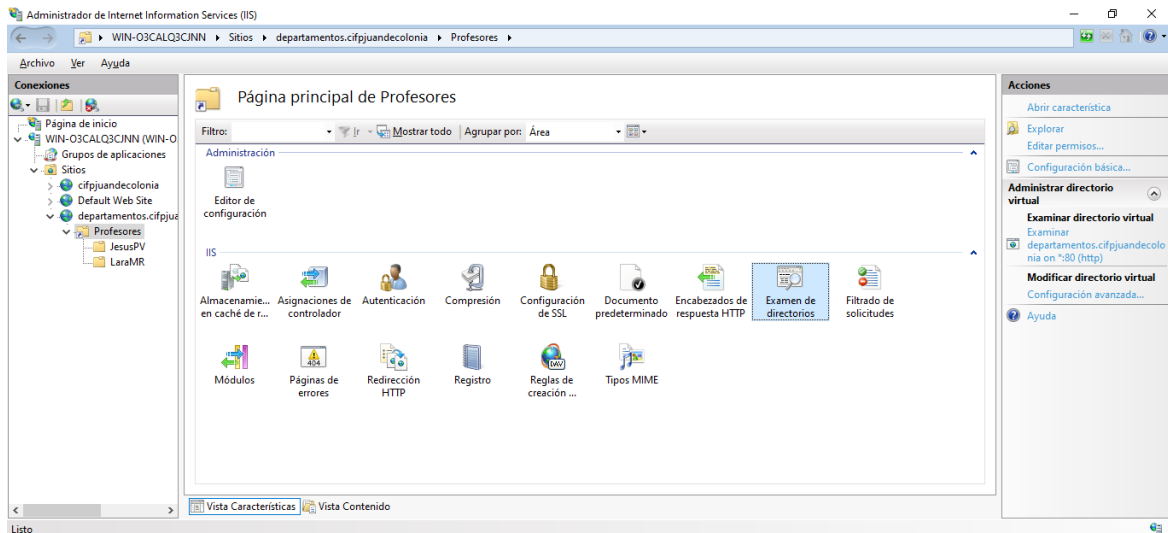 Administrador de Internet Information Services (IIS)
WIN-O3CALQ3CJNN Sitios departamentos.cifpjuandecolonia Profesores
Archivo Ver Ayuda
Conexiones
Página de inicio
WIN-O3CALQ3CJNN (WIN-O
Grupos de aplicaciones
Sitios
cifpjuandecolonia
Default Web Site
departamentos.cifpjua
Profesores
JesusPV
LaraMR
Página principal de Profesores
Filtro: Ir Mostrar todo Agrupar por: Área
Administración
Editor de
configuración
IIS
Almacenamie...
en caché de r...
Asignaciones de
controlador
Autenticación
Compresión
Configuración
de SSL
Documento
predeterminado
Encabezados de
respuesta HTTP
Examen de
directorios
Filtrado de
solicitudes
Módulos
404
Páginas de
errores
Redirección
HTTP
Registro
DAV
Reglas de
creación ...
Tipos MIME
Vista Características Vista Contenido
Acciones
Abrir característica
Explorar
Editar permisos...
Configuración básica...
Administrar directorio
virtual
Examinar directorio virtual
Examinar
departamentos.cifpjuandecolo
nia on *:80 (http)
Modificar directorio virtual
Configuración avanzada...
Ayuda
Listo